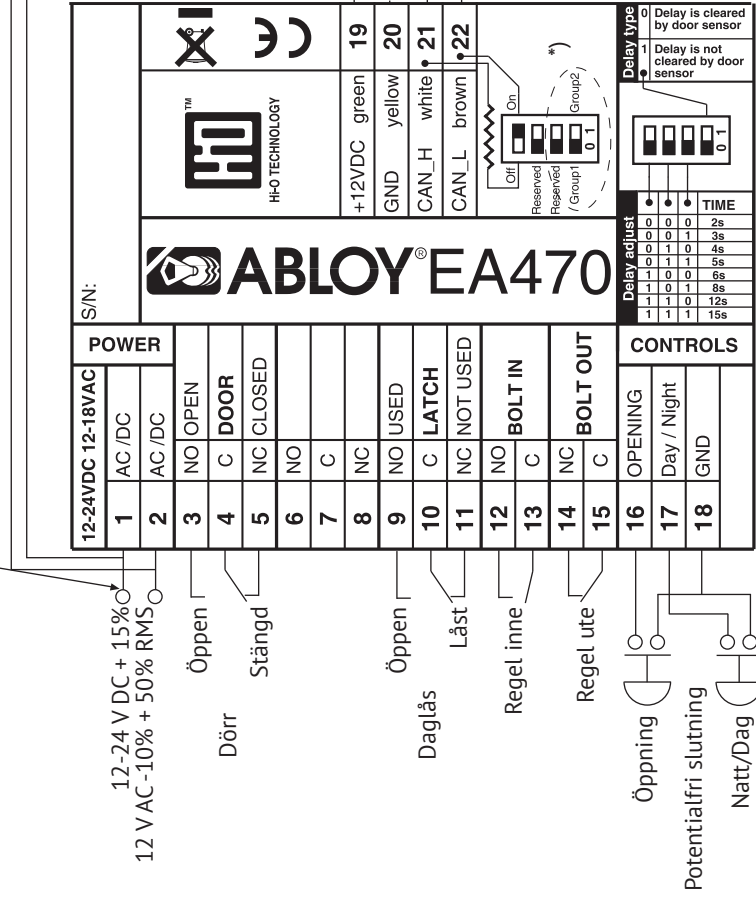 S/N:
Hi-O TECHNOLOGY
TM
19 green +12VDC
20 yellow GND
21 white CAN_H
22 brown CAN_L
On
Off
Reserved
Reserved
/ Group1
Group2
0 1
*)
Delay type
0 Delay is cleared
by door sensor
1 Delay is not
cleared by door
sensor
0 1
Delay adjust
TIME
0 0 0 2s
0 0 1 3s
0 1 0 4s
0 1 1 5s
1 0 0 6s
1 0 1 8s
1 1 0 12s
1 1 1 15s
ABLOY® EA470
POWER
CONTROLS
12-24VDC 12-18VAC
1 AC /DC
2 AC /DC
3 NO OPEN
4 C DOOR
5 NC CLOSED
6 NO
7 C
8 NC
9 NO USED
10 C LATCH
11 NC NOT USED
12 NO BOLT IN
13 C
14 NC BOLT OUT
15 C
16 OPENING
17 Day / Night
18 GND
12-24 V DC + 15%
12 V AC -10% + 50% RMS
Öppen
Dörr
Stängd
Öppen
Daglås
Låst
Regel inne
Regel ute
Öppning
Potentialfri slutning
Natt/Dag